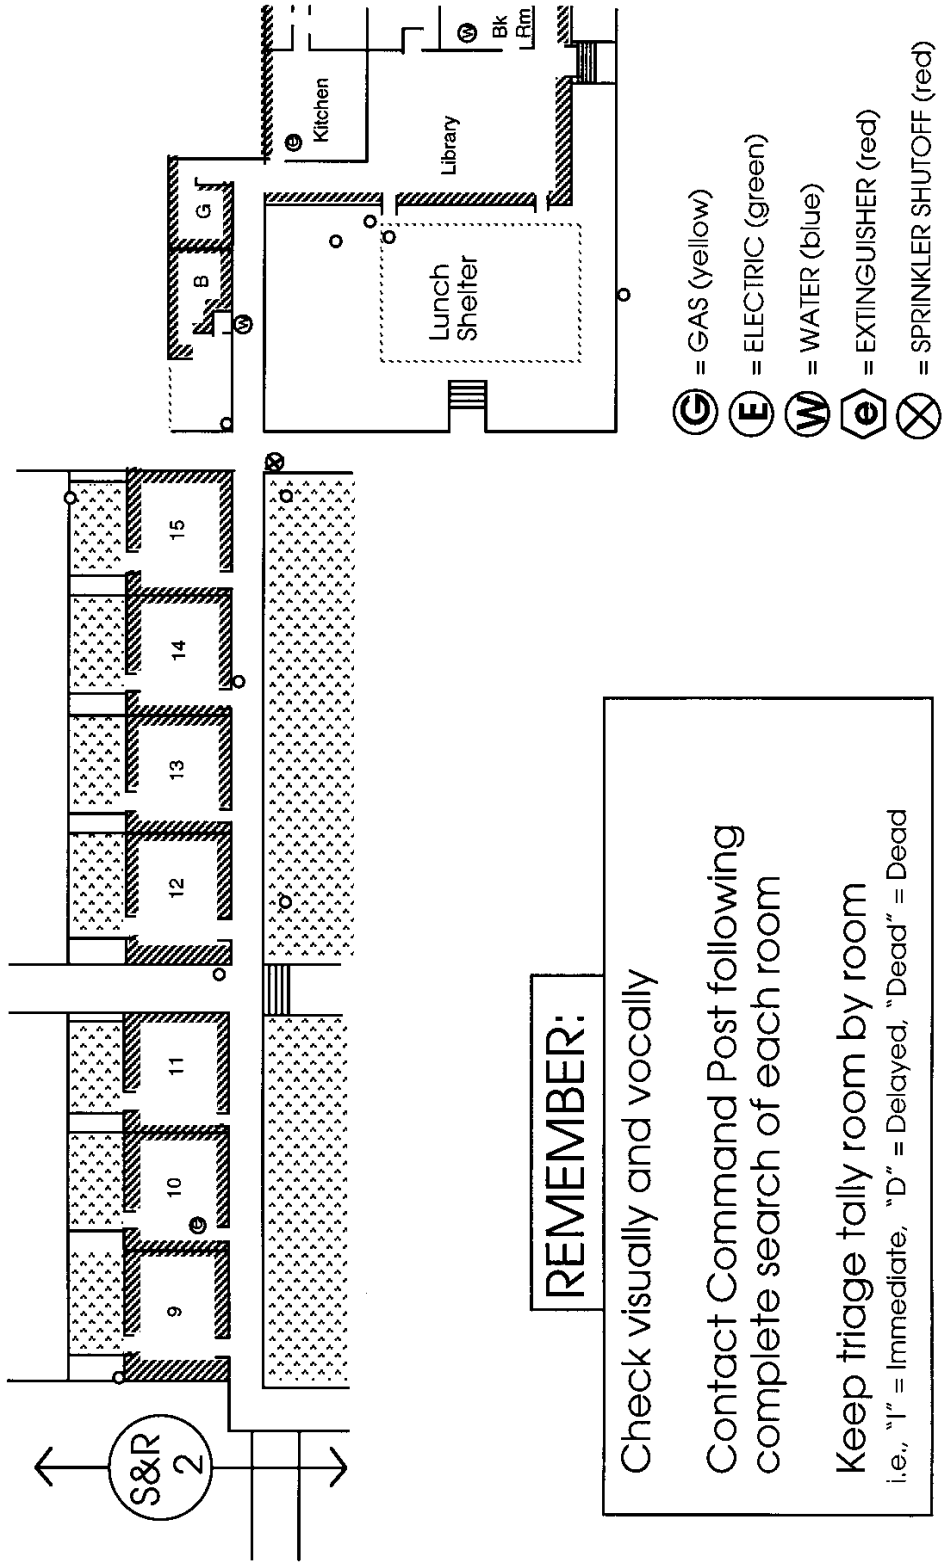 S&R
2
9
10
e
11
12
13
14
15
B
G
W
Kitchen
e
W
Bk
L.Rm
Library
Lunch
Shelter
REMEMBER:
Check visually and vocally
Contact Command Post following
complete search of each room
Keep triage tally room by room
i.e., "I" = Immediate, "D" = Delayed, "Dead" = Dead
G = GAS (yellow)
E = ELECTRIC (green)
W = WATER (blue)
e = EXTINGUISHER (red)
= SPRINKLER SHUTOFF (red)